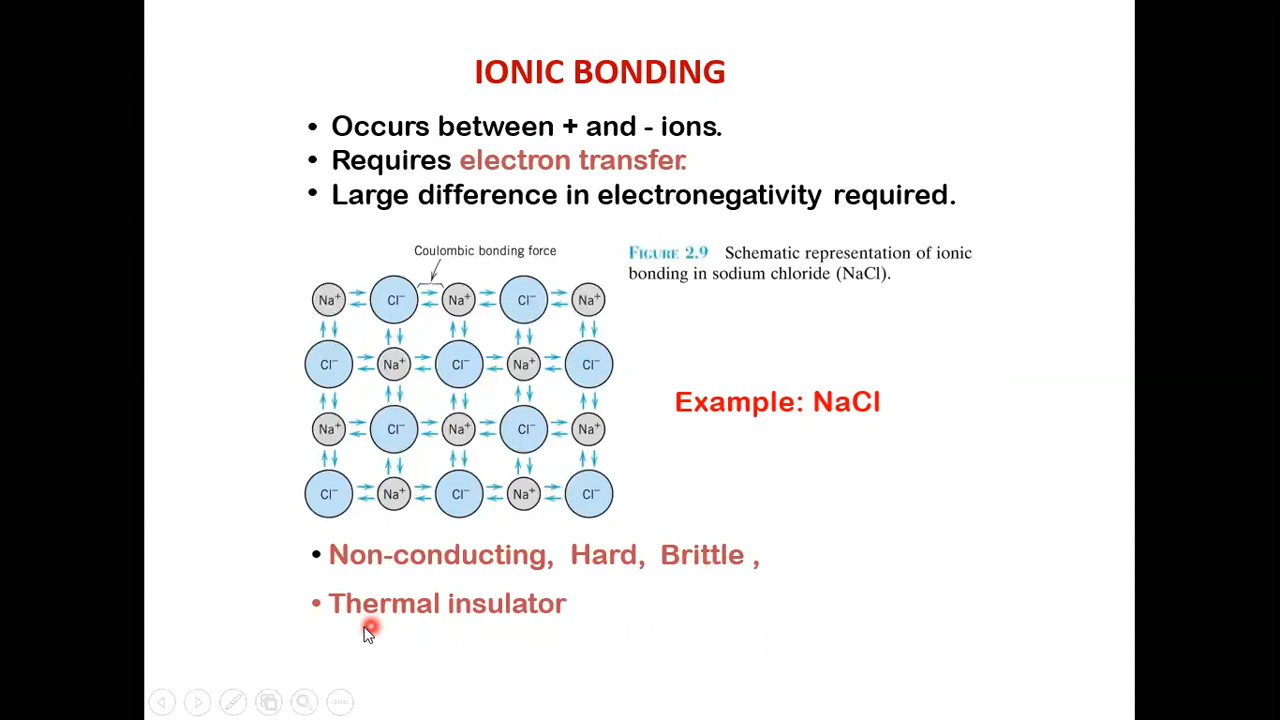 IONIC BONDING
• Occurs between + and - ions.
• Requires electron transfer.
• Large difference in electronegativity required.
Coulombic bonding force
FIGURE 2.9 Schematic representation of ionic
bonding in sodium chloride (NaCl).
Na⁺ Cl⁻ Na⁺ Cl⁻ Na⁺
Cl⁻ Na⁺ Cl⁻ Na⁺ Cl⁻
Example: NaCl
Na⁺ Cl⁻ Na⁺ Cl⁻ Na⁺
Cl⁻ Na⁺ Cl⁻ Na⁺ Cl⁻
• Non-conducting, Hard, Brittle ,
• Thermal insulator